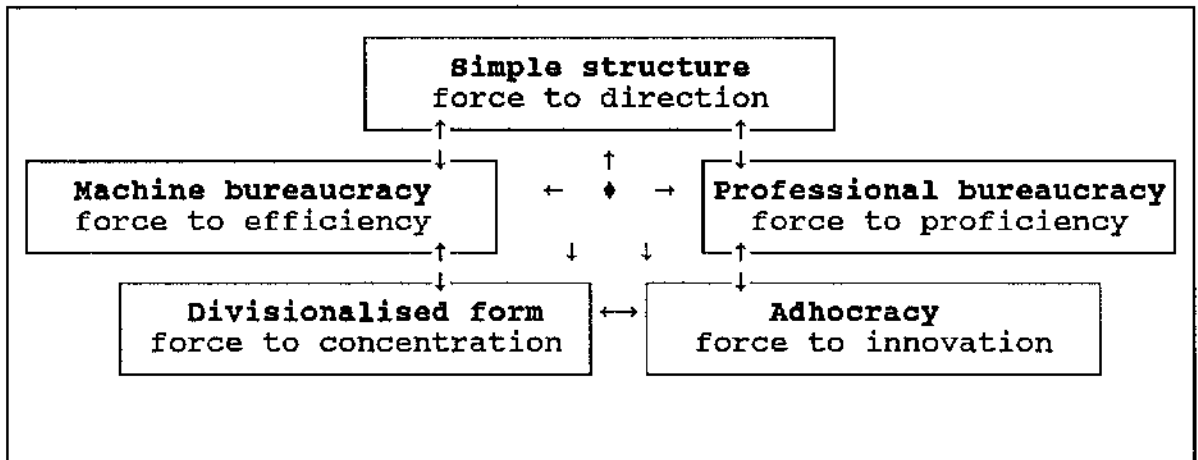 Simple structure
force to direction
↑ ↑
↓ ↑ ↓
Machine bureaucracy ← ♦ → Professional bureaucracy
force to efficiency force to proficiency
↑ ↓ ↓ ↑
↓ ↓
Divisionalised form ←→ Adhocracy
force to concentration force to innovation